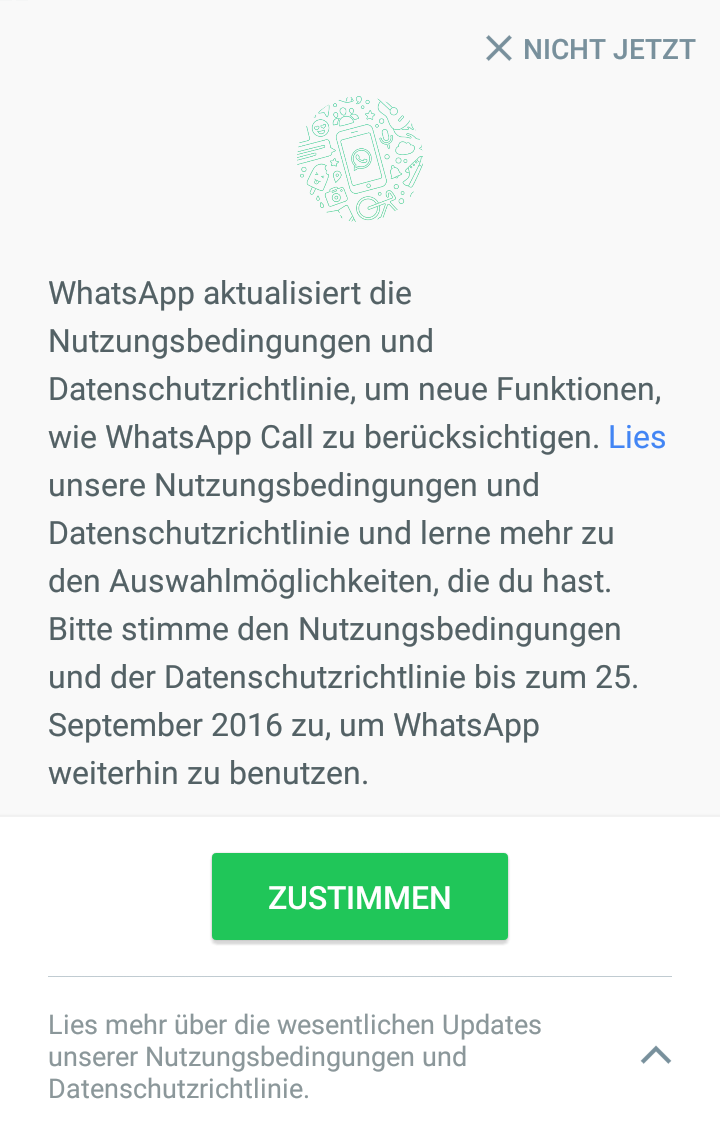 NICHT JETZT
WhatsApp aktualisiert die
Nutzungsbedingungen und
Datenschutzrichtlinie, um neue Funktionen,
wie WhatsApp Call zu berücksichtigen. Lies
unsere Nutzungsbedingungen und
Datenschutzrichtlinie und lerne mehr zu
den Auswahlmöglichkeiten, die du hast.
Bitte stimme den Nutzungsbedingungen
und der Datenschutzrichtlinie bis zum 25.
September 2016 zu, um WhatsApp
weiterhin zu benutzen.
ZUSTIMMEN
Lies mehr über die wesentlichen Updates
unserer Nutzungsbedingungen und
Datenschutzrichtlinie.